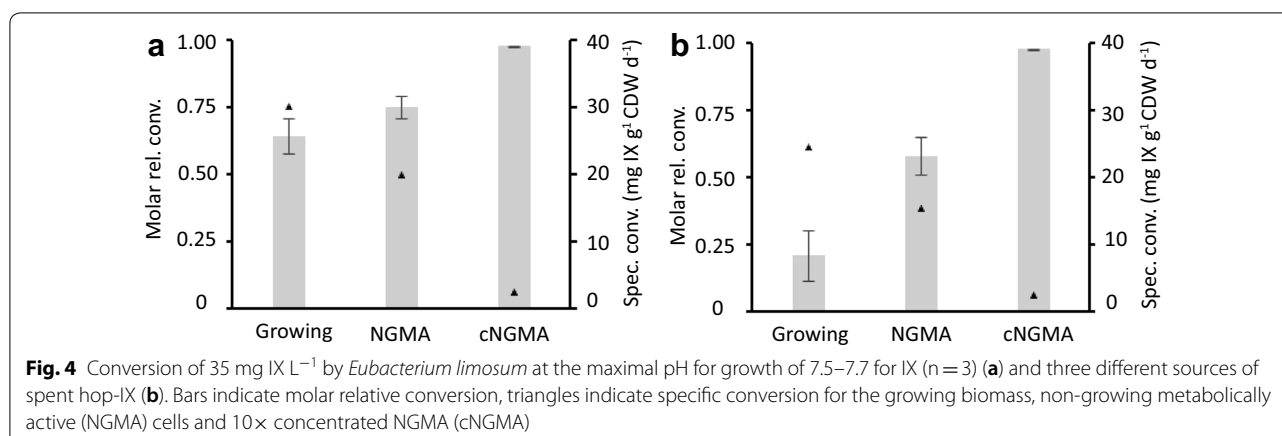 a
1.00
0.75
0.50
0.25
0
Molar rel. conv.
40
30
20
10
0
Spec. conv. (mg IX g¹ CDW d⁻¹)
Growing NGMA cNGMA
b
1.00
0.75
0.50
0.25
0
Molar rel. conv.
40
30
20
10
0
Spec. conv. (mg IX g¹ CDW d⁻¹)
Growing NGMA cNGMA
Fig. 4 Conversion of 35 mg IX L⁻¹ by Eubacterium limosum at the maximal pH for growth of 7.5–7.7 for IX (n = 3) (a) and three different sources of
spent hop-IX (b). Bars indicate molar relative conversion, triangles indicate specific conversion for the growing biomass, non-growing metabolically
active (NGMA) cells and 10× concentrated NGMA (cNGMA)